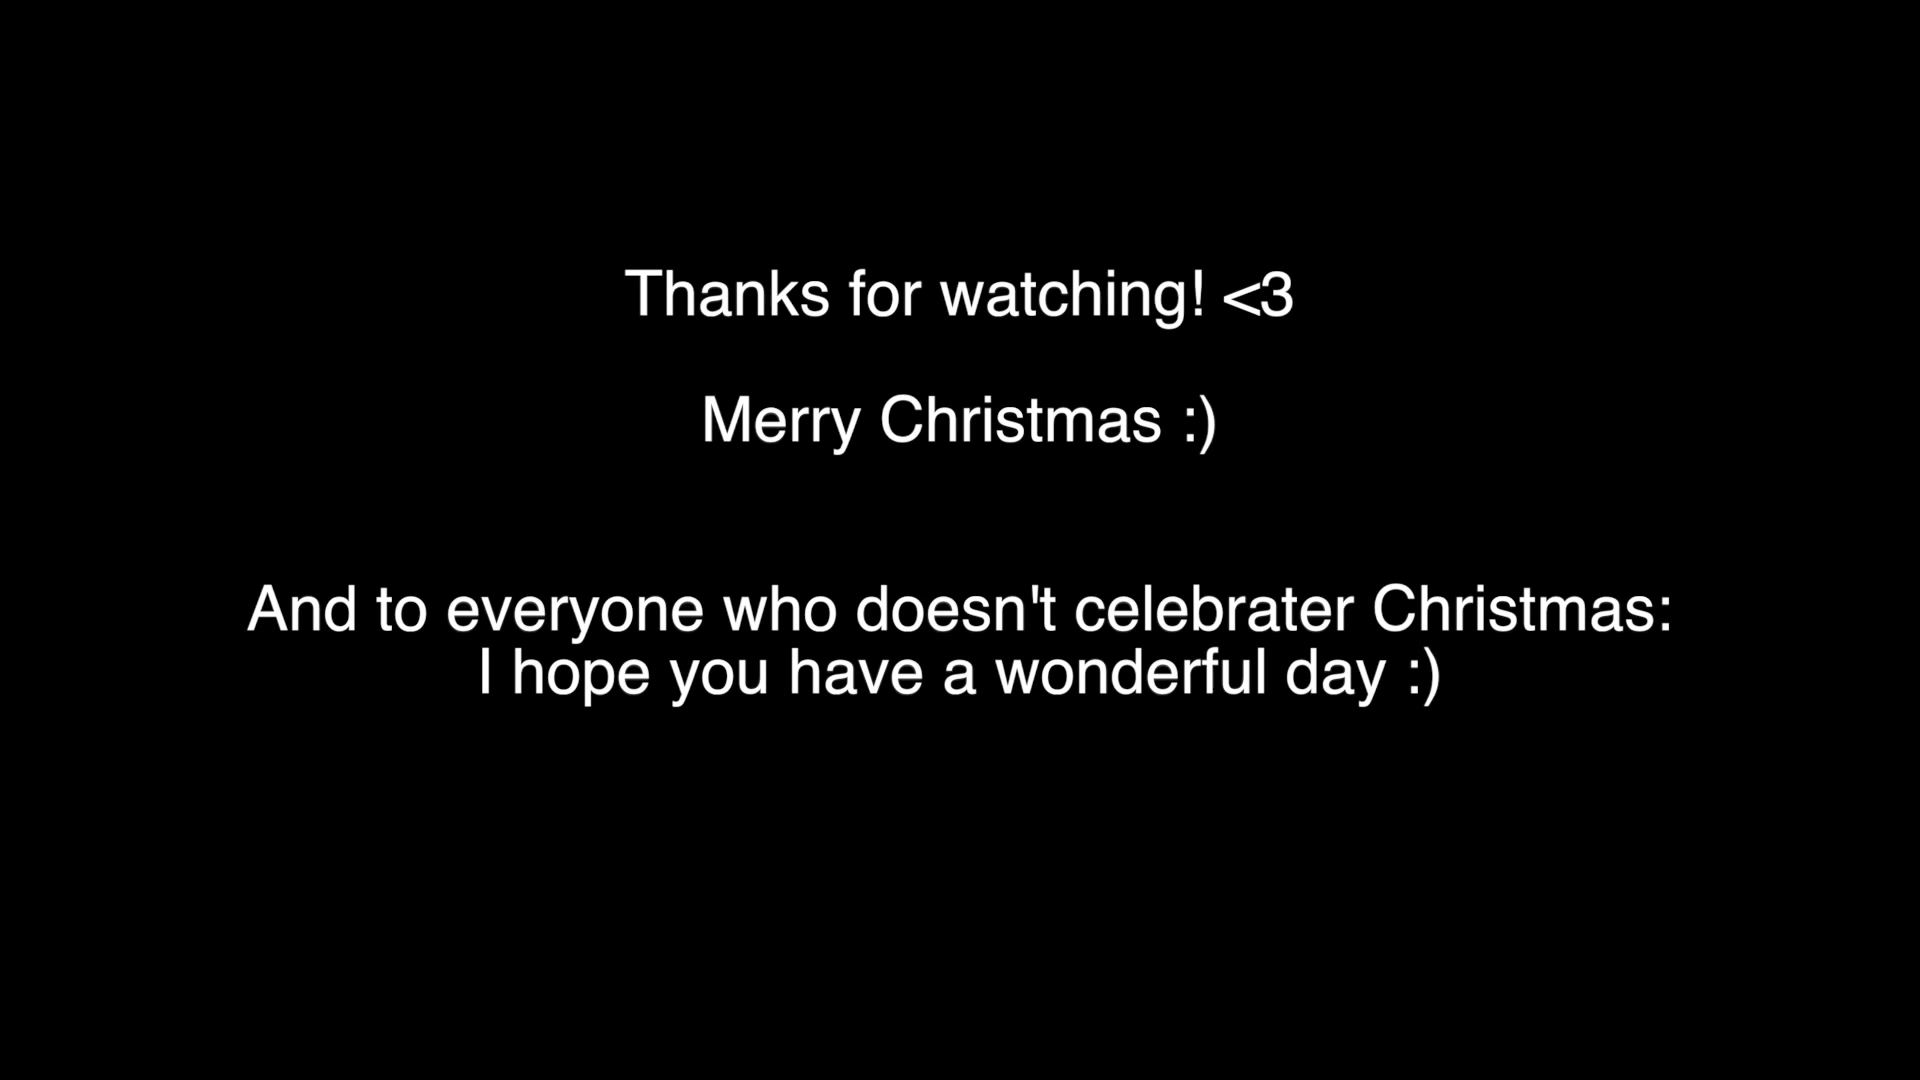 Thanks for watching! <3
Merry Christmas :)
And to everyone who doesn't celebrater Christmas:
I hope you have a wonderful day :)